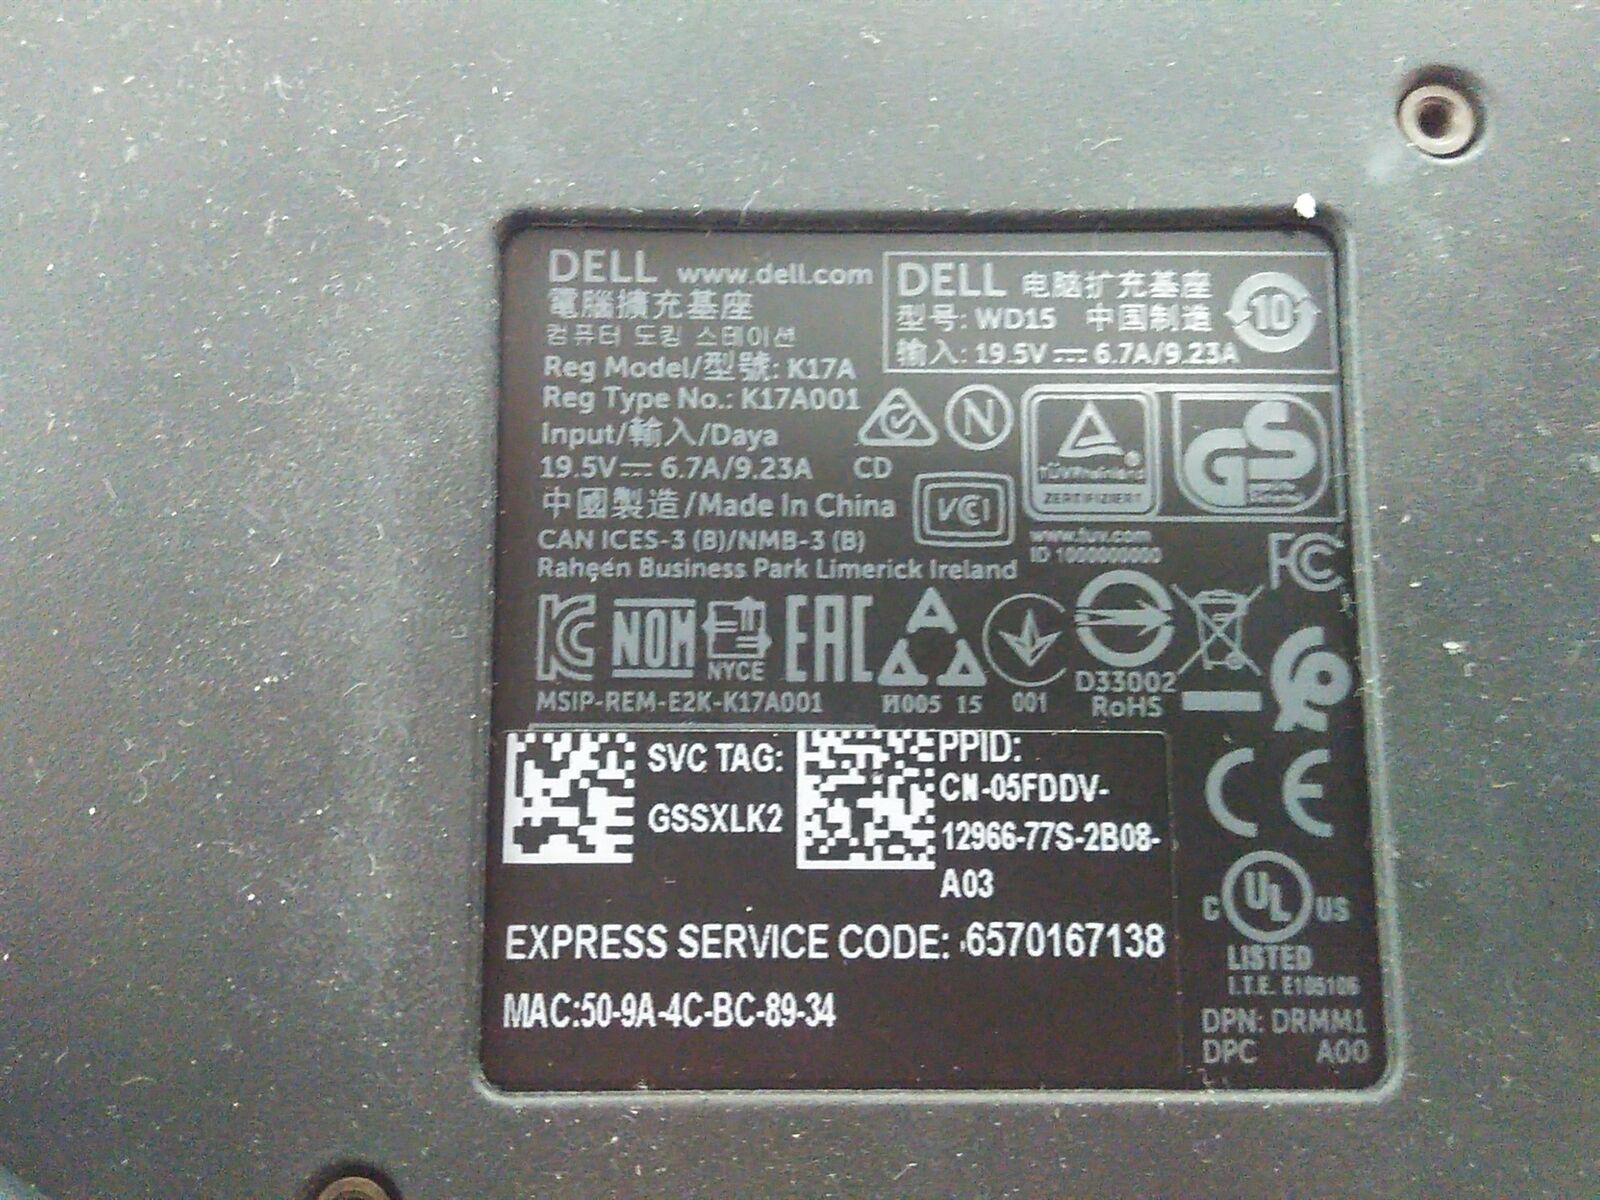 DELL www.dell.com
電腦擴充基座
컴퓨터 도킹 스테이션
Reg Model/型號: K17A
Reg Type No.: K17A001
Input/輸入/Daya
19.5V⎓ 6.7A/9.23A CD
中國製造/Made In China
CAN ICES-3 (B)/NMB-3 (B)
Raheen Business Park Limerick Ireland
DELL 电脑扩充基座
型号: WD15 中国制造
输入: 19.5V⎓ 6.7A/9.23A
10
N
VCI
ZERTIFIZIERT
GS
www.tuv.com
ID 1000000000
FC
KC NOM NYCE EAC
MSIP-REM-E2K-K17A001
И005 15
001
D33002
RoHS
SVC TAG:
GSSXLK2
PPID:
CN-05FDDV-
12966-77S-2B08-
A03
EXPRESS SERVICE CODE: 6570167138
MAC:50-9A-4C-BC-89-34
CE
C UL US
LISTED
I.T.E. E185106
DPN: DRMM1
DPC A00